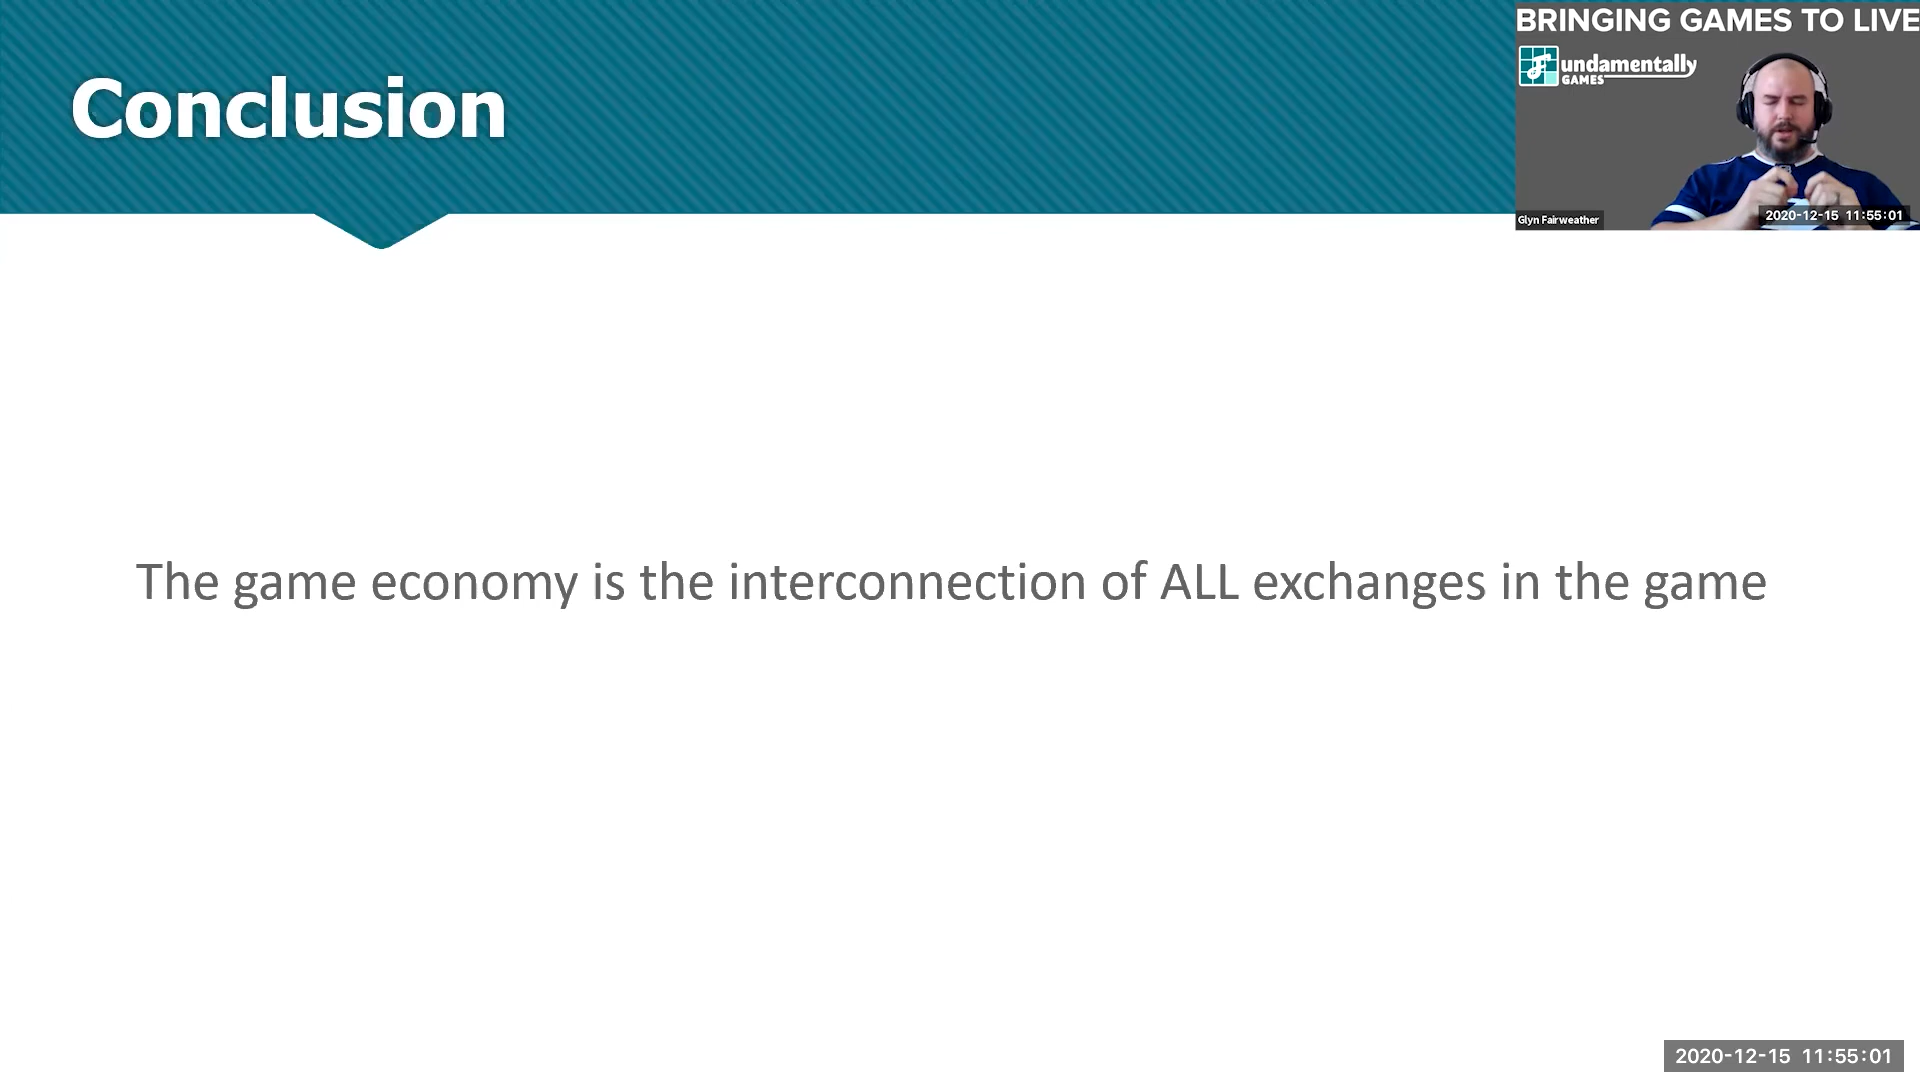 Conclusion
BRINGING GAMES TO LIVE
Fundamentally
GAMES
Glyn Fairweather
2020-12-15 11:55:01
The game economy is the interconnection of ALL exchanges in the game
2020-12-15 11:55:01